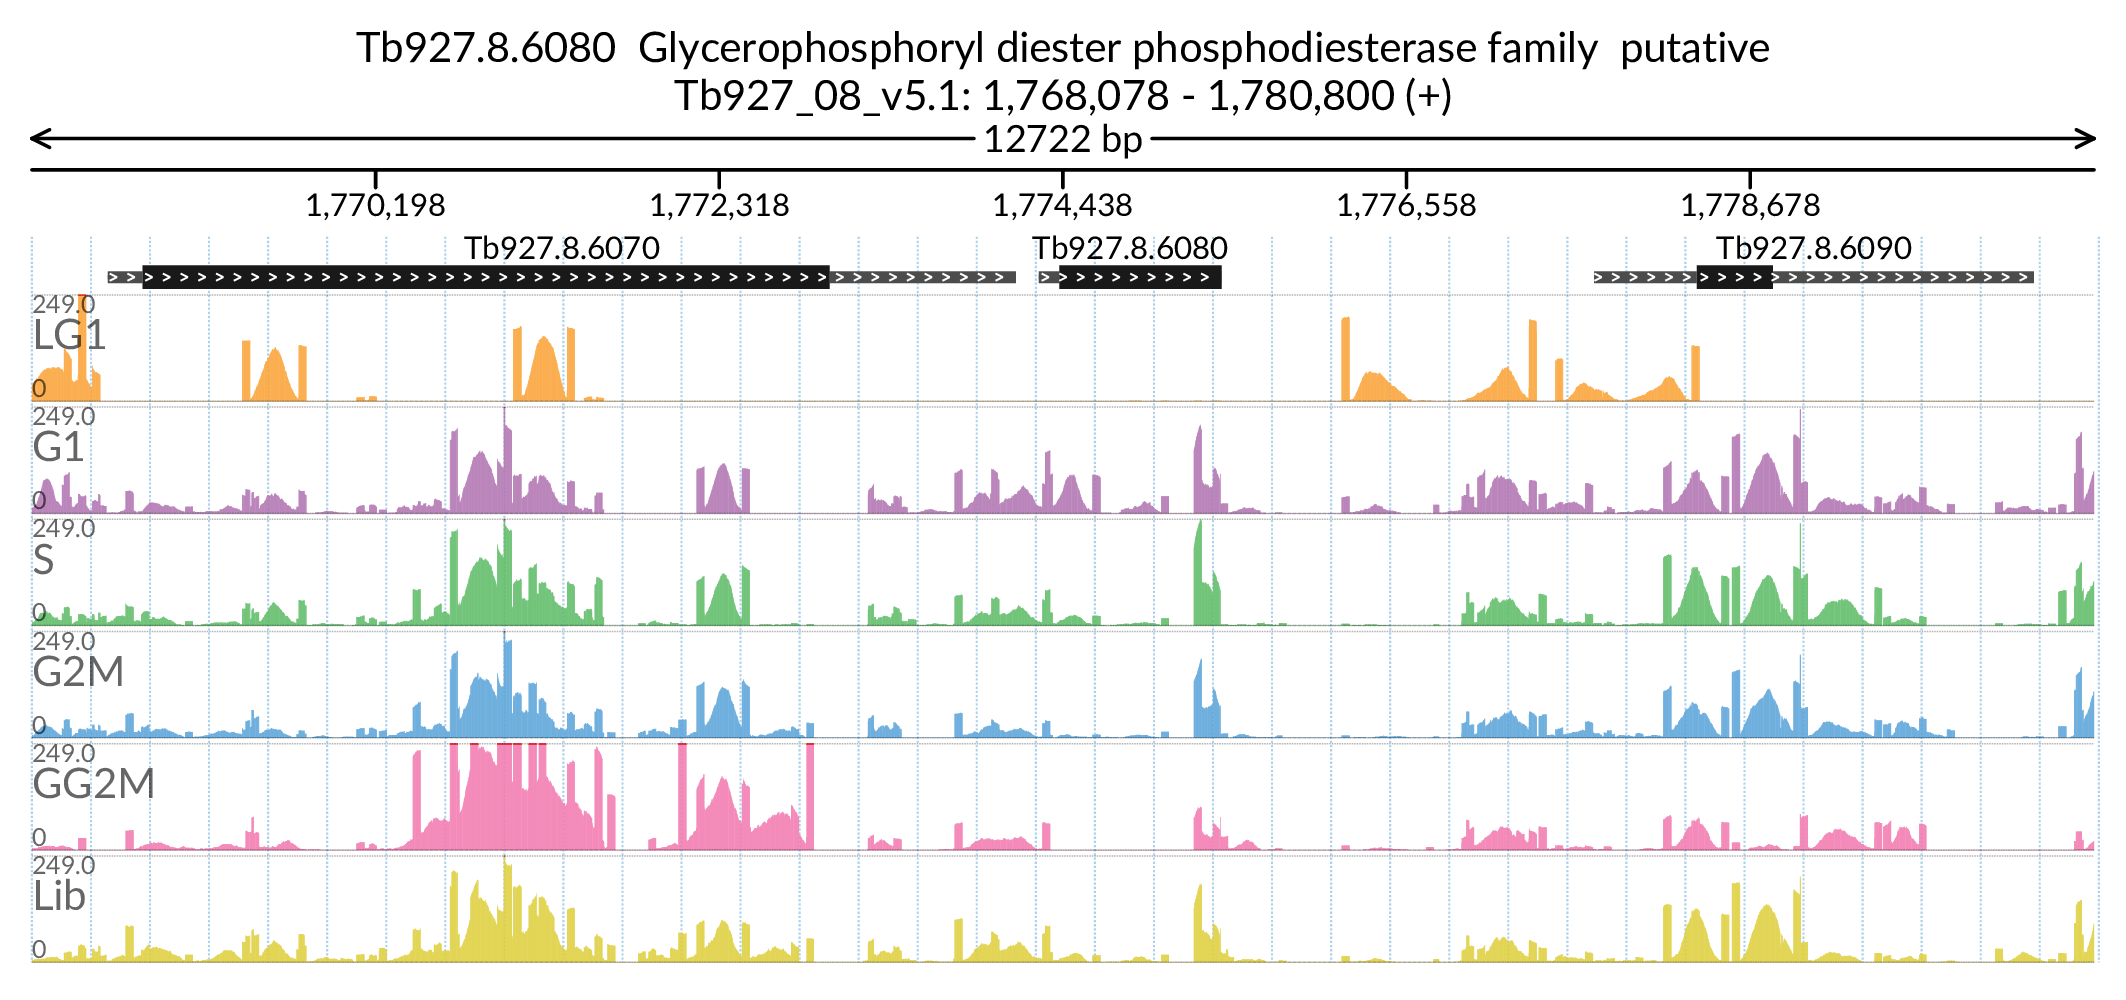 Tb927.8.6080  Glycerophosphoryl diester phosphodiesterase family  putative
Tb927_08_v5.1: 1,768,078 - 1,780,800 (+)
12722 bp
1,770,198 1,772,318 1,774,438 1,776,558 1,778,678
Tb927.8.6070 Tb927.8.6080 Tb927.8.6090
249.0
LG1
0
249.0
G1
0
249.0
S
0
249.0
G2M
0
249.0
GG2M
0
249.0
Lib
0